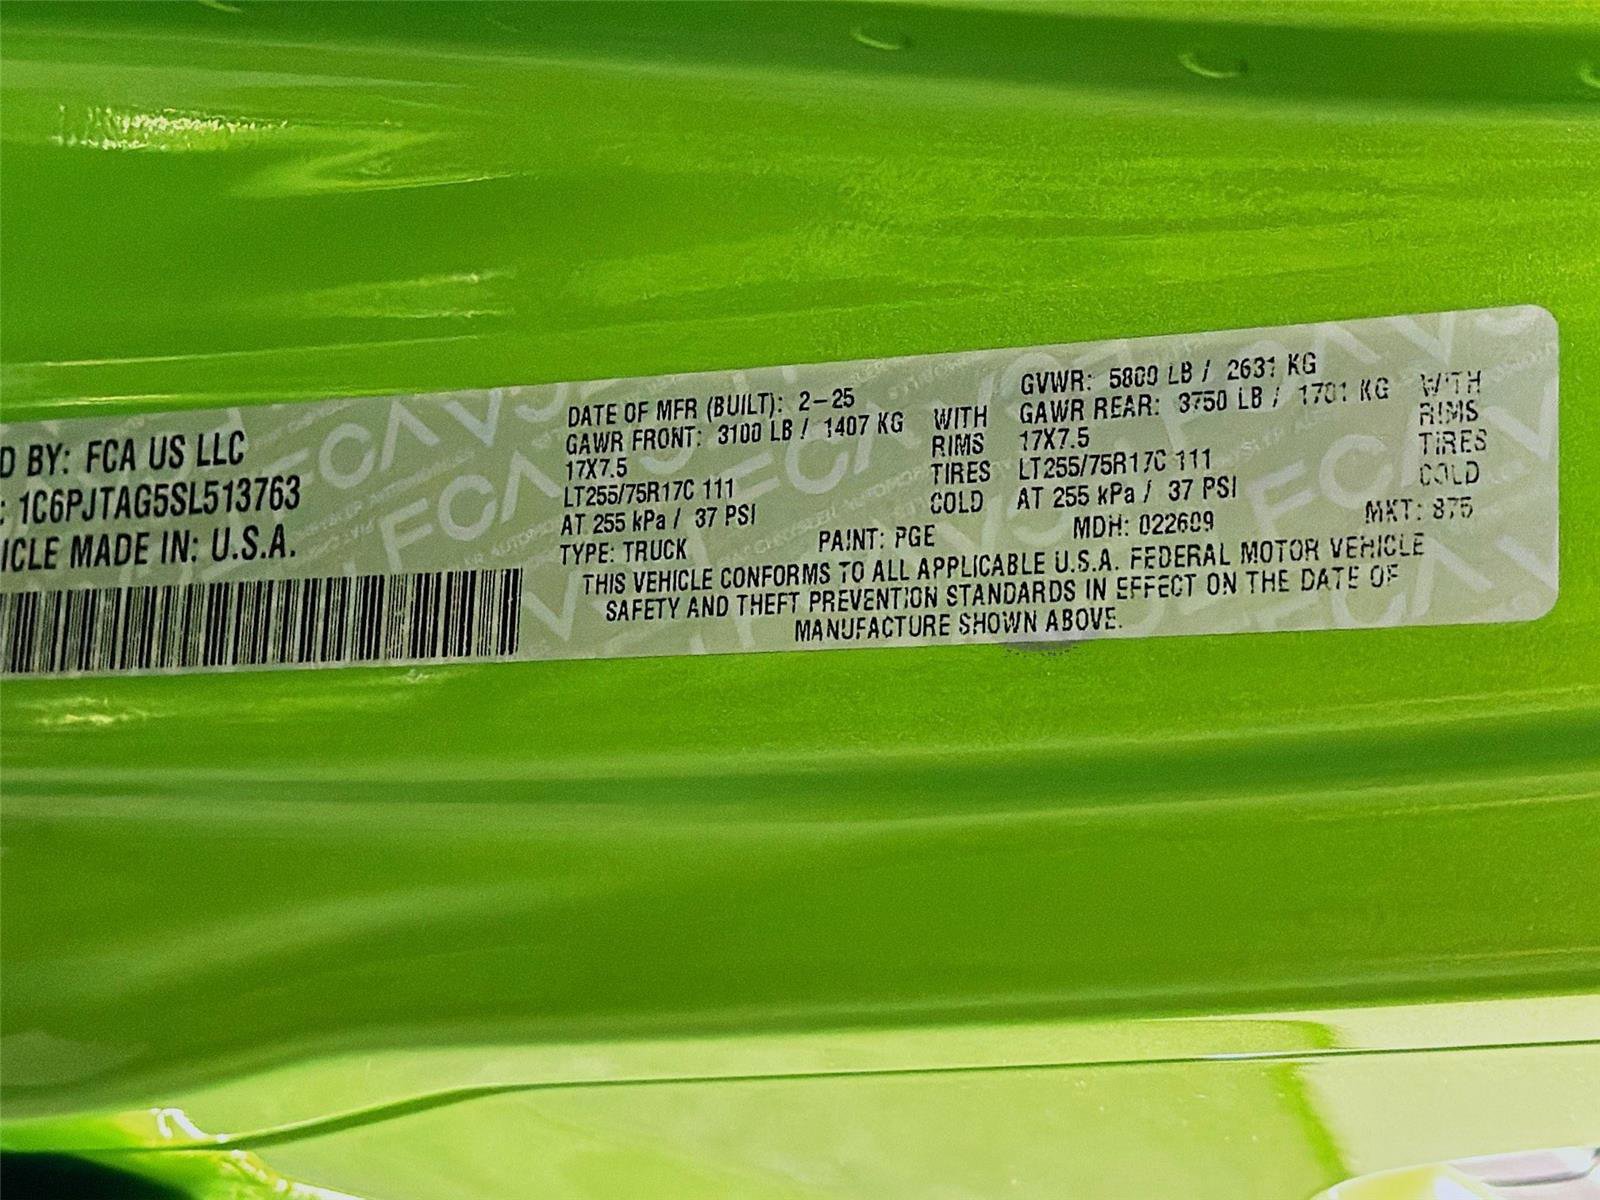 D BY: FCA US LLC
: 1C6PJTAG5SL513763
ICLE MADE IN: U.S.A.
DATE OF MFR (BUILT): 2-25
GAWR FRONT: 3100 LB / 1407 KG WITH
17X7.5 RIMS
LT255/75R17C 111 TIRES
AT 255 kPa / 37 PSI COLD
TYPE: TRUCK
GVWR: 5800 LB / 2631 KG
GAWR REAR: 3750 LB / 1701 KG WITH
17X7.5 RIMS
LT255/75R17C 111 TIRES
AT 255 kPa / 37 PSI COLD
PAINT: PGE MDH: 022609 MKT: 875
THIS VEHICLE CONFORMS TO ALL APPLICABLE U.S.A. FEDERAL MOTOR VEHICLE
SAFETY AND THEFT PREVENTION STANDARDS IN EFFECT ON THE DATE OF
MANUFACTURE SHOWN ABOVE.